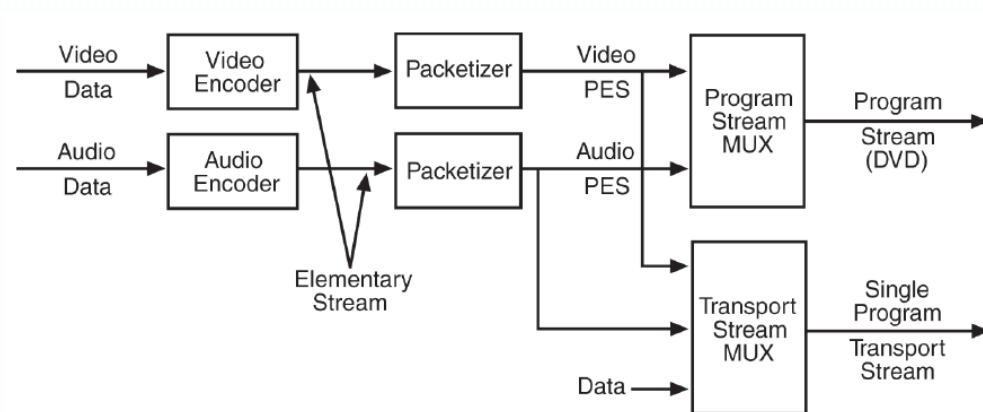 Video
Data
Video
Encoder
Packetizer
Video
PES
Program
Stream
MUX
Program
Stream
(DVD)
Audio
Data
Audio
Encoder
Packetizer
Audio
PES
Elementary
Stream
Transport
Stream
MUX
Single
Program
Transport
Stream
Data